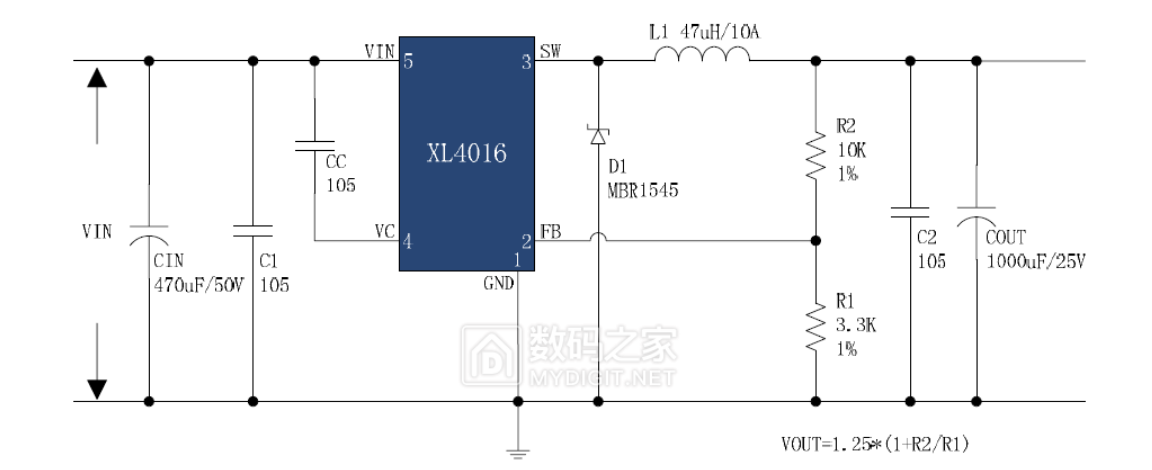 L1 47uH/10A
VIN
5
3
SW
R2
10K
1%
XL4016
CC
105
D1
MBR1545
VIN
VC
4
2
FB
1
GND
CIN
470uF/50V
C1
105
C2
105
COUT
1000uF/25V
R1
3.3K
1%
数码之家
MYDIGIT.NET
VOUT=1.25*(1+R2/R1)